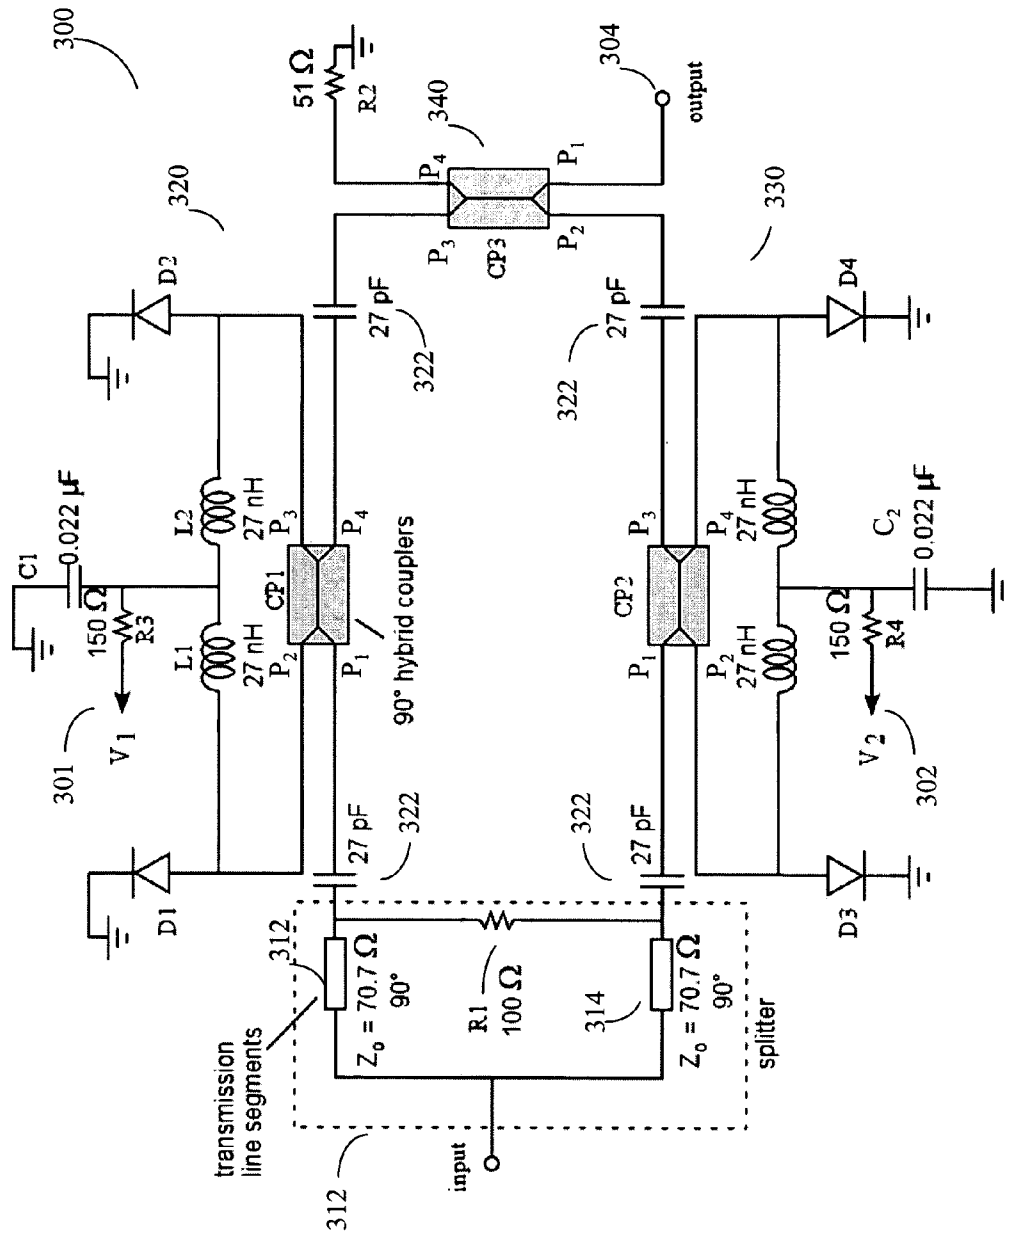 300
320
330
340
304
output
51 Ω
R2
P4
P3
CP3
P1
P2
D2
27 pF
322
27 pF
322
D4
C1
0.022 µF
150 Ω
R3
V1
301
L1
27 nH
L2
27 nH
P2
P3
CP1
P1
P4
90° hybrid couplers
P1
P3
CP2
P2
P4
27 nH
27 nH
C2
0.022 µF
150 Ω
R4
V2
302
D1
27 pF
322
27 pF
322
D3
312
Zo = 70.7 Ω
90°
R1
100 Ω
314
Zo = 70.7 Ω
90°
splitter
transmission
line segments
312
input